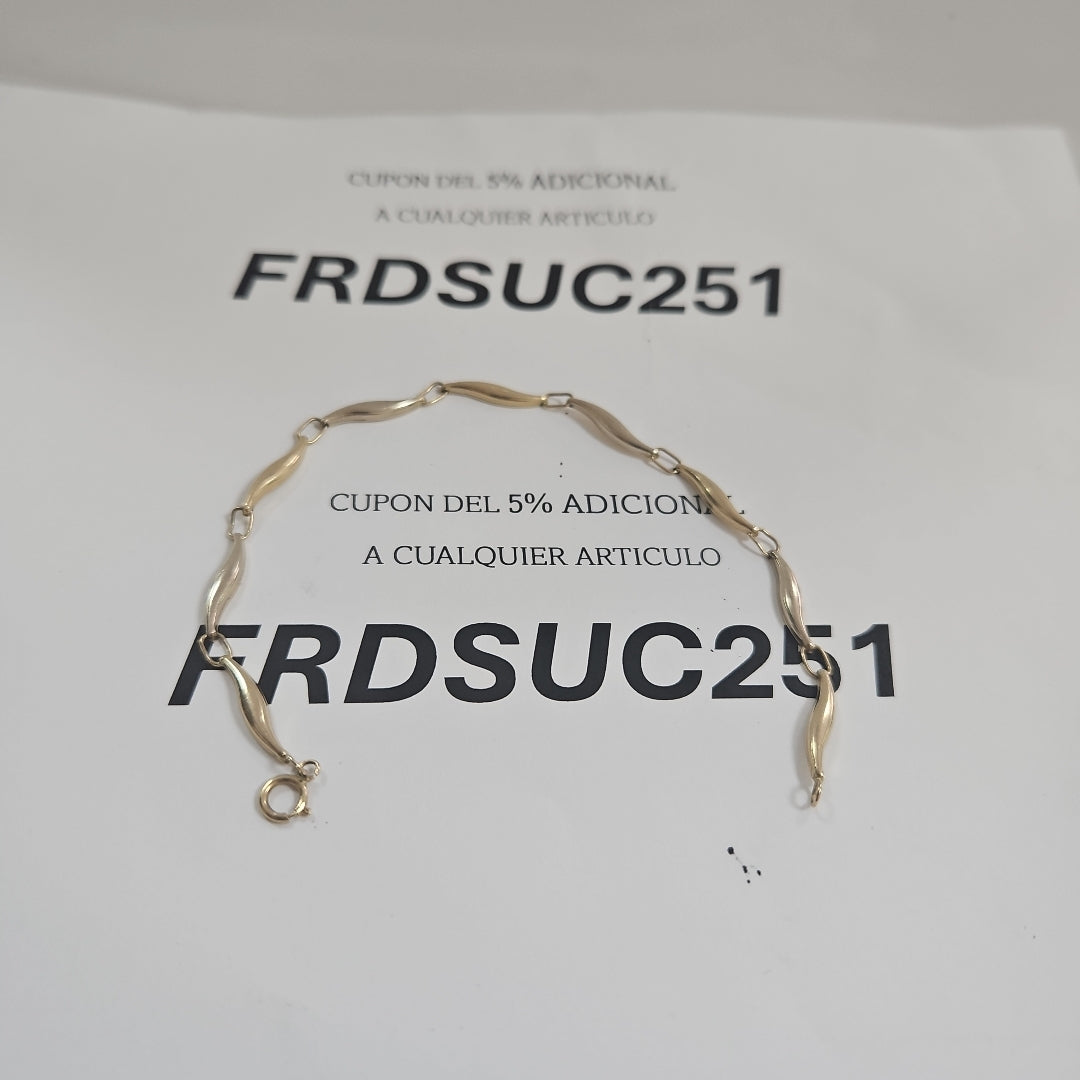 CUPON DEL 5% ADICIONAL
A CUALQUIER ARTICULO
FRDSUC251
CUPON DEL 5% ADICIONAL
A CUALQUIER ARTICULO
FRDSUC251